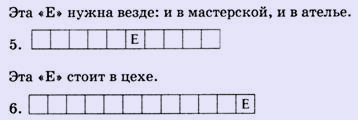 Эта «Е» нужна везде: и в мастерской, и в ателье.
5. Е
Эта «Е» стоит в цехе.
6. Е